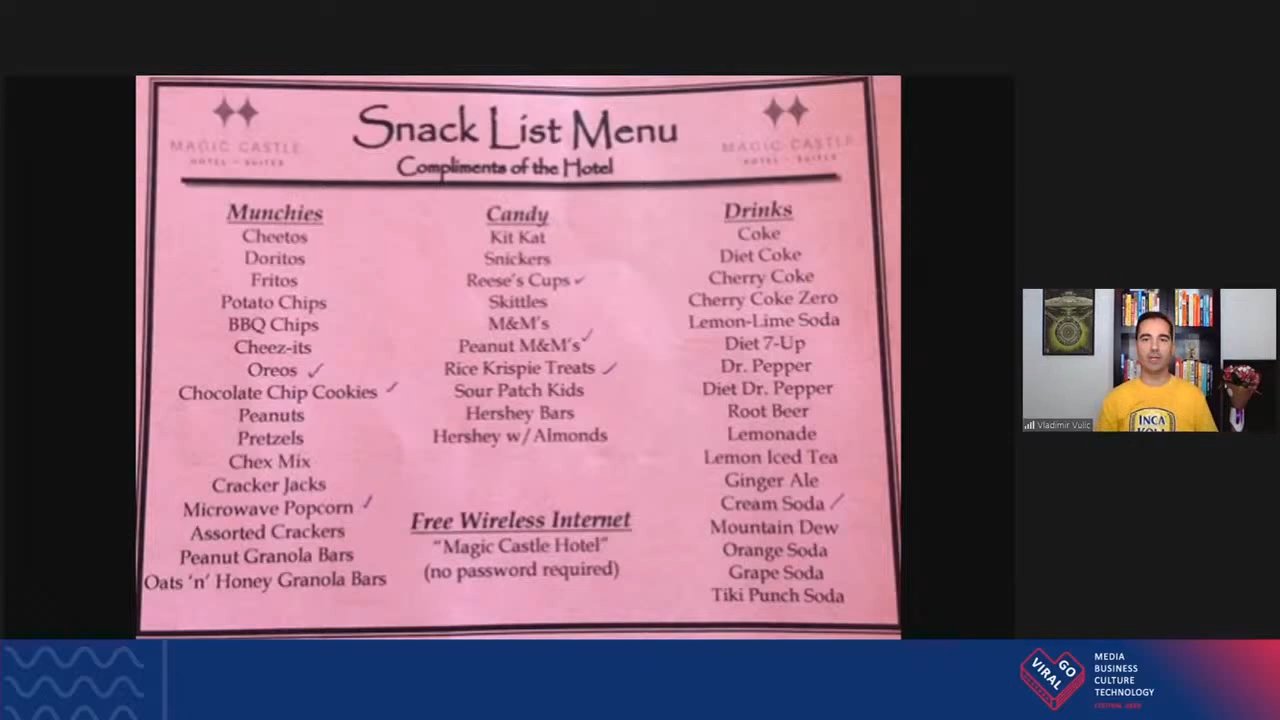 MAGIC CASTLE
HOTEL - SUITES
Snack List Menu
Compliments of the Hotel
MAGIC CASTLE
HOTEL - SUITES
Munchies
Cheetos
Doritos
Fritos
Potato Chips
BBQ Chips
Cheez-its
Oreos ✓
Chocolate Chip Cookies ✓
Peanuts
Pretzels
Chex Mix
Cracker Jacks
Microwave Popcorn ✓
Assorted Crackers
Peanut Granola Bars
Oats 'n' Honey Granola Bars
Candy
Kit Kat
Snickers
Reese's Cups ✓
Skittles
M&M's
Peanut M&M's ✓
Rice Krispie Treats ✓
Sour Patch Kids
Hershey Bars
Hershey w/Almonds
Free Wireless Internet
"Magic Castle Hotel"
(no password required)
Drinks
Coke
Diet Coke
Cherry Coke
Cherry Coke Zero
Lemon-Lime Soda
Diet 7-Up
Dr. Pepper
Diet Dr. Pepper
Root Beer
Lemonade
Lemon Iced Tea
Ginger Ale
Cream Soda ✓
Mountain Dew
Orange Soda
Grape Soda
Tiki Punch Soda
INCA
KOLA
Vladimir Vulic
GO
VIRAL
MEDIA
BUSINESS
CULTURE
TECHNOLOGY